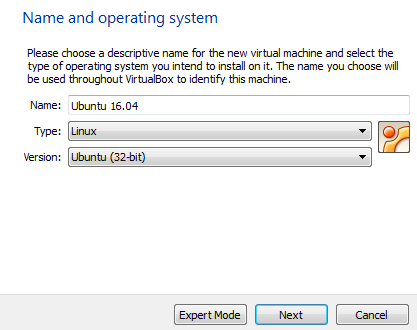 Name and operating system
Please choose a descriptive name for the new virtual machine and select the
type of operating system you intend to install on it. The name you choose will
be used throughout VirtualBox to identify this machine.
Name: Ubuntu 16.04
Type: Linux
Version: Ubuntu (32-bit)
Expert Mode Next Cancel